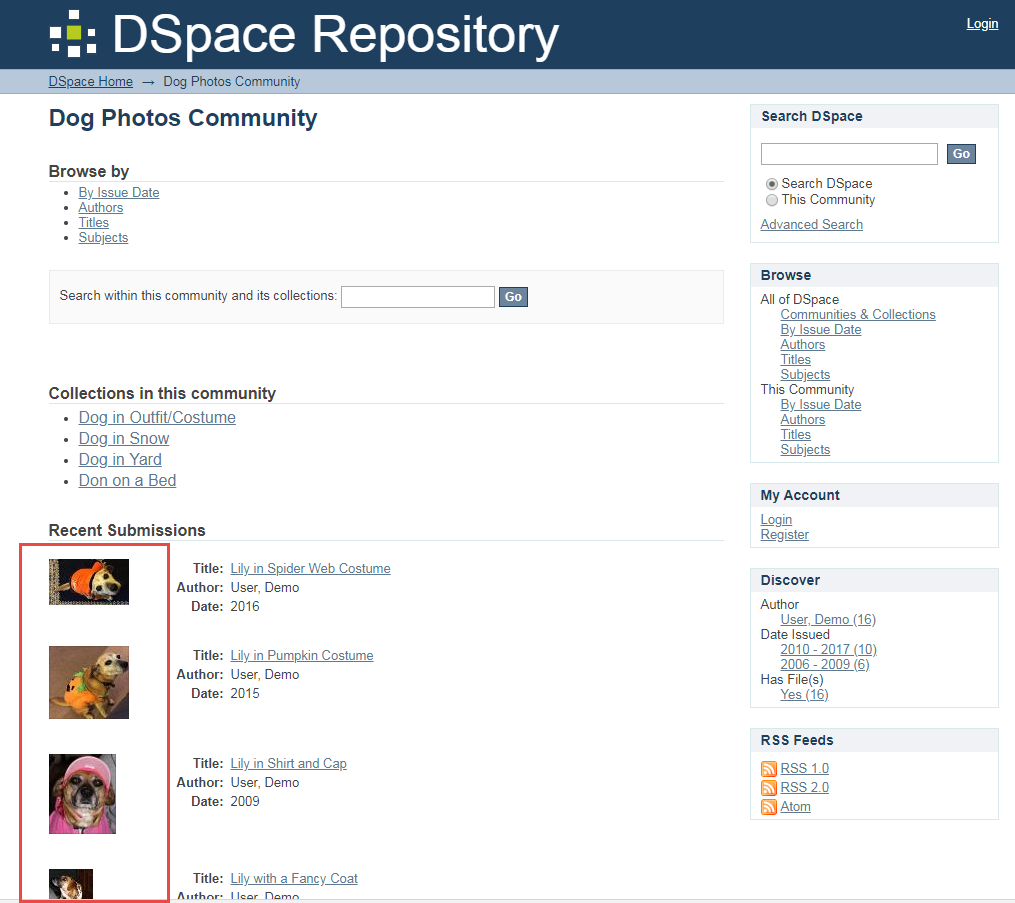 DSpace Repository
Login
DSpace Home → Dog Photos Community
Dog Photos Community
Browse by
By Issue Date
Authors
Titles
Subjects
Search within this community and its collections: Go
Collections in this community
Dog in Outfit/Costume
Dog in Snow
Dog in Yard
Don on a Bed
Recent Submissions
Title: Lily in Spider Web Costume
Author: User, Demo
Date: 2016
Title: Lily in Pumpkin Costume
Author: User, Demo
Date: 2015
Title: Lily in Shirt and Cap
Author: User, Demo
Date: 2009
Title: Lily with a Fancy Coat
Author: User, Demo
Search DSpace
Go
Search DSpace
This Community
Advanced Search
Browse
All of DSpace
Communities & Collections
By Issue Date
Authors
Titles
Subjects
This Community
By Issue Date
Authors
Titles
Subjects
My Account
Login
Register
Discover
Author
User, Demo (16)
Date Issued
2010 - 2017 (10)
2006 - 2009 (6)
Has File(s)
Yes (16)
RSS Feeds
RSS 1.0
RSS 2.0
Atom